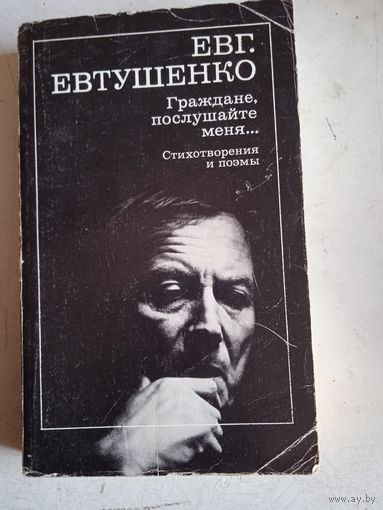 ЕВГ.
ЕВТУШЕНКО
Граждане,
послушайте
меня...
Стихотворения
и поэмы
www.ay.by